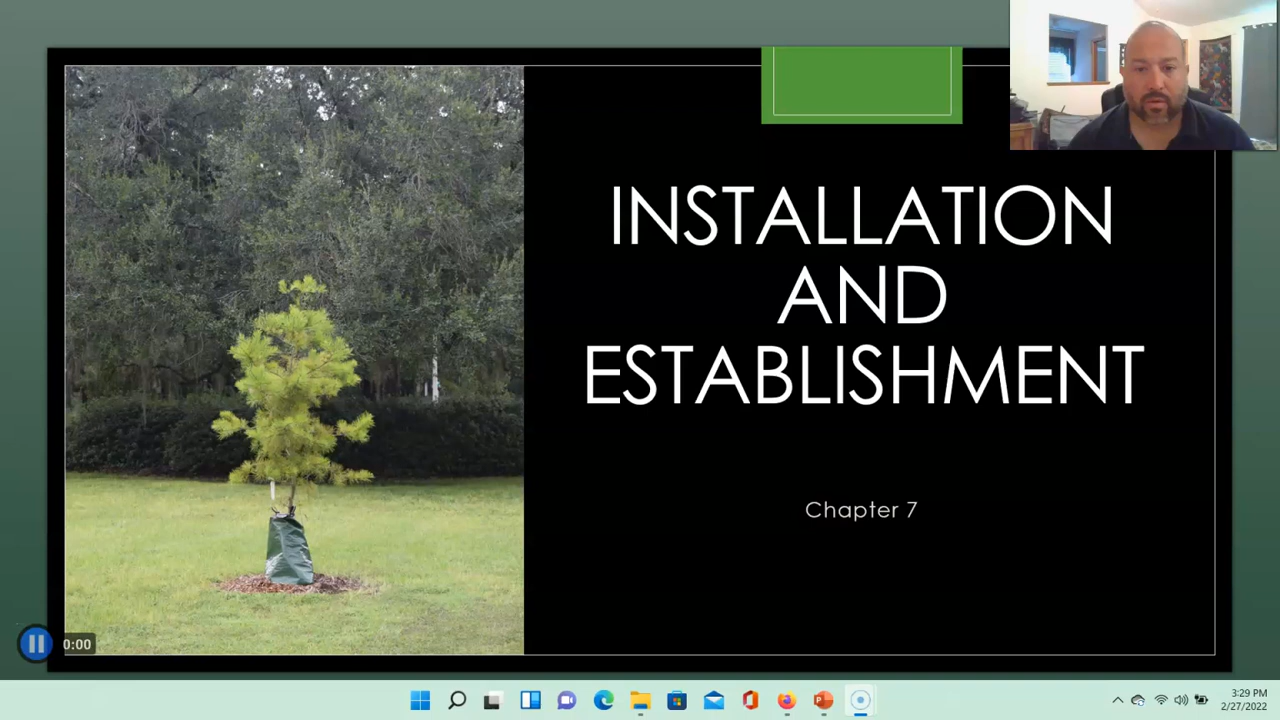 INSTALLATION
AND
ESTABLISHMENT
Chapter 7
0:00
3:29 PM
2/27/2022